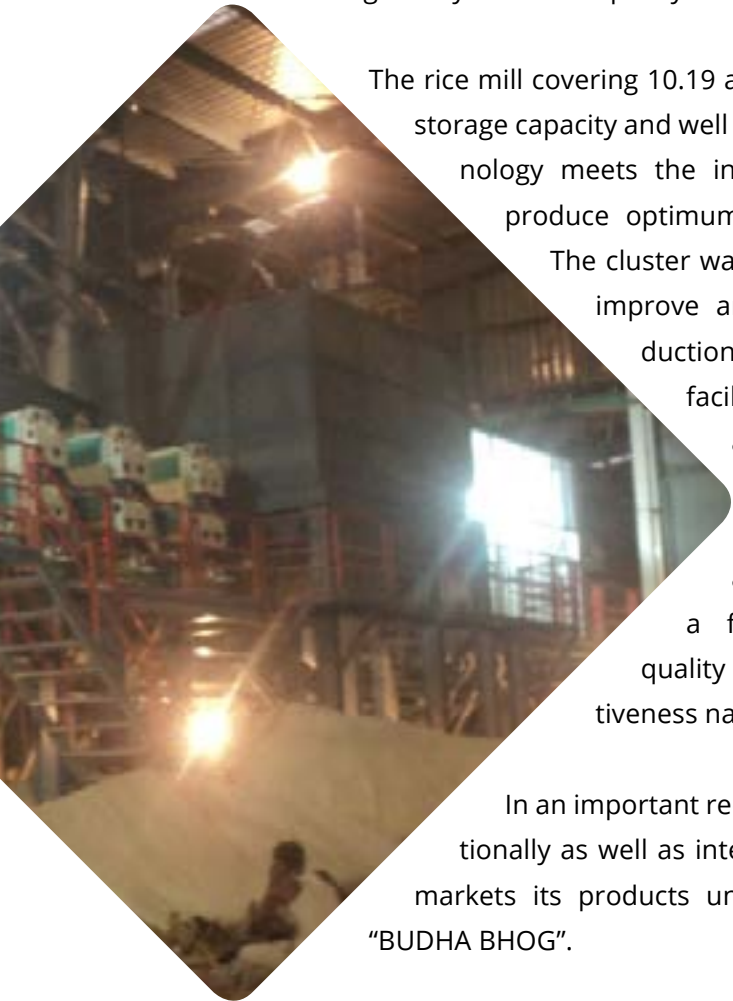 The rice mill covering 10.19 a
storage capacity and well
nology meets the in
produce optimum
The cluster wa
improve a
duction
facil
a f
quality
tiveness na
In an important re
tionally as well as inte
markets its products un
“BUDHA BHOG”.